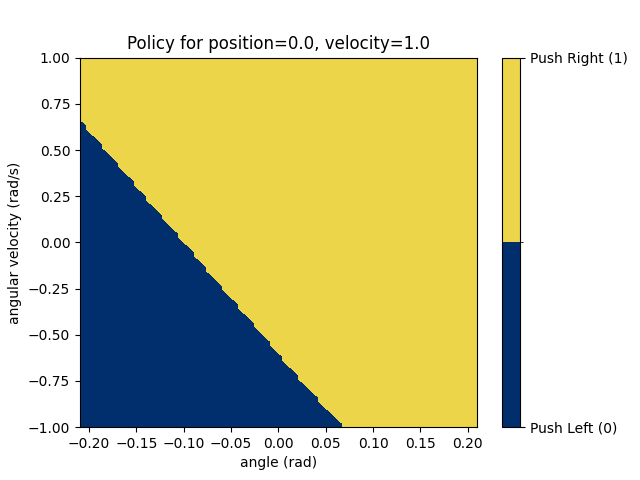 Policy for position=0.0, velocity=1.0
1.00
0.75
0.50
0.25
0.00
−0.25
−0.50
−0.75
−1.00
angular velocity (rad/s)
−0.20 −0.15 −0.10 −0.05 0.00 0.05 0.10 0.15 0.20
angle (rad)
Push Right (1)
Push Left (0)